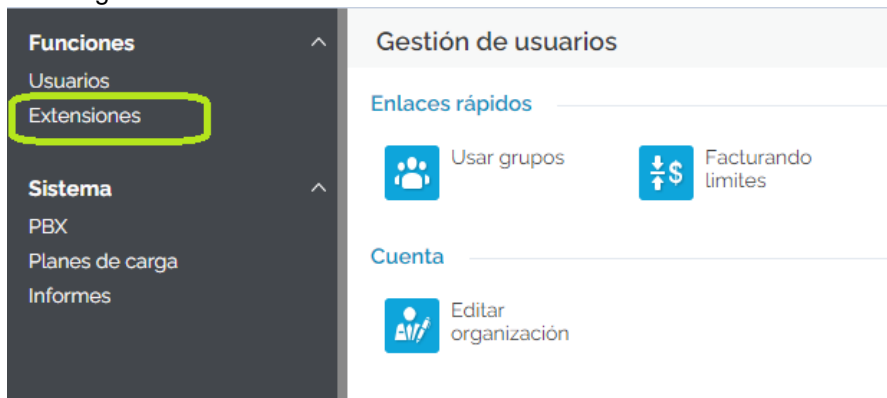 Funciones
Usuarios
Extensiones
Sistema
PBX
Planes de carga
Informes
Gestión de usuarios
Enlaces rápidos
Usar grupos
Facturando
limites
Cuenta
Editar
organización